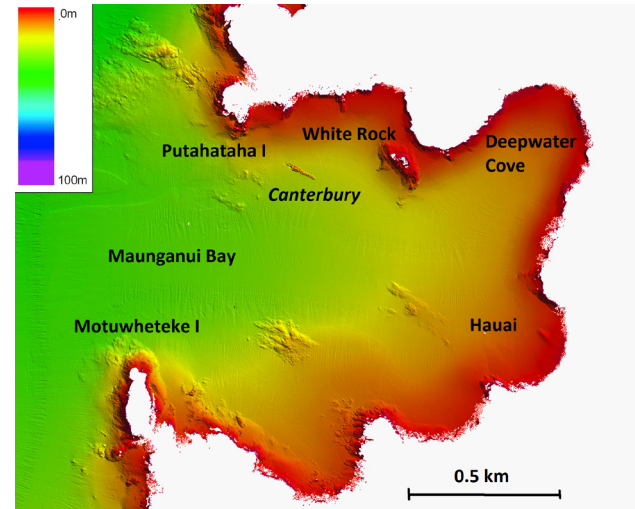 0m
100m
White Rock
Deepwater
Cove
Putahataha I
Canterbury
Maunganui Bay
Motuwheteke I
Hauai
0.5 km